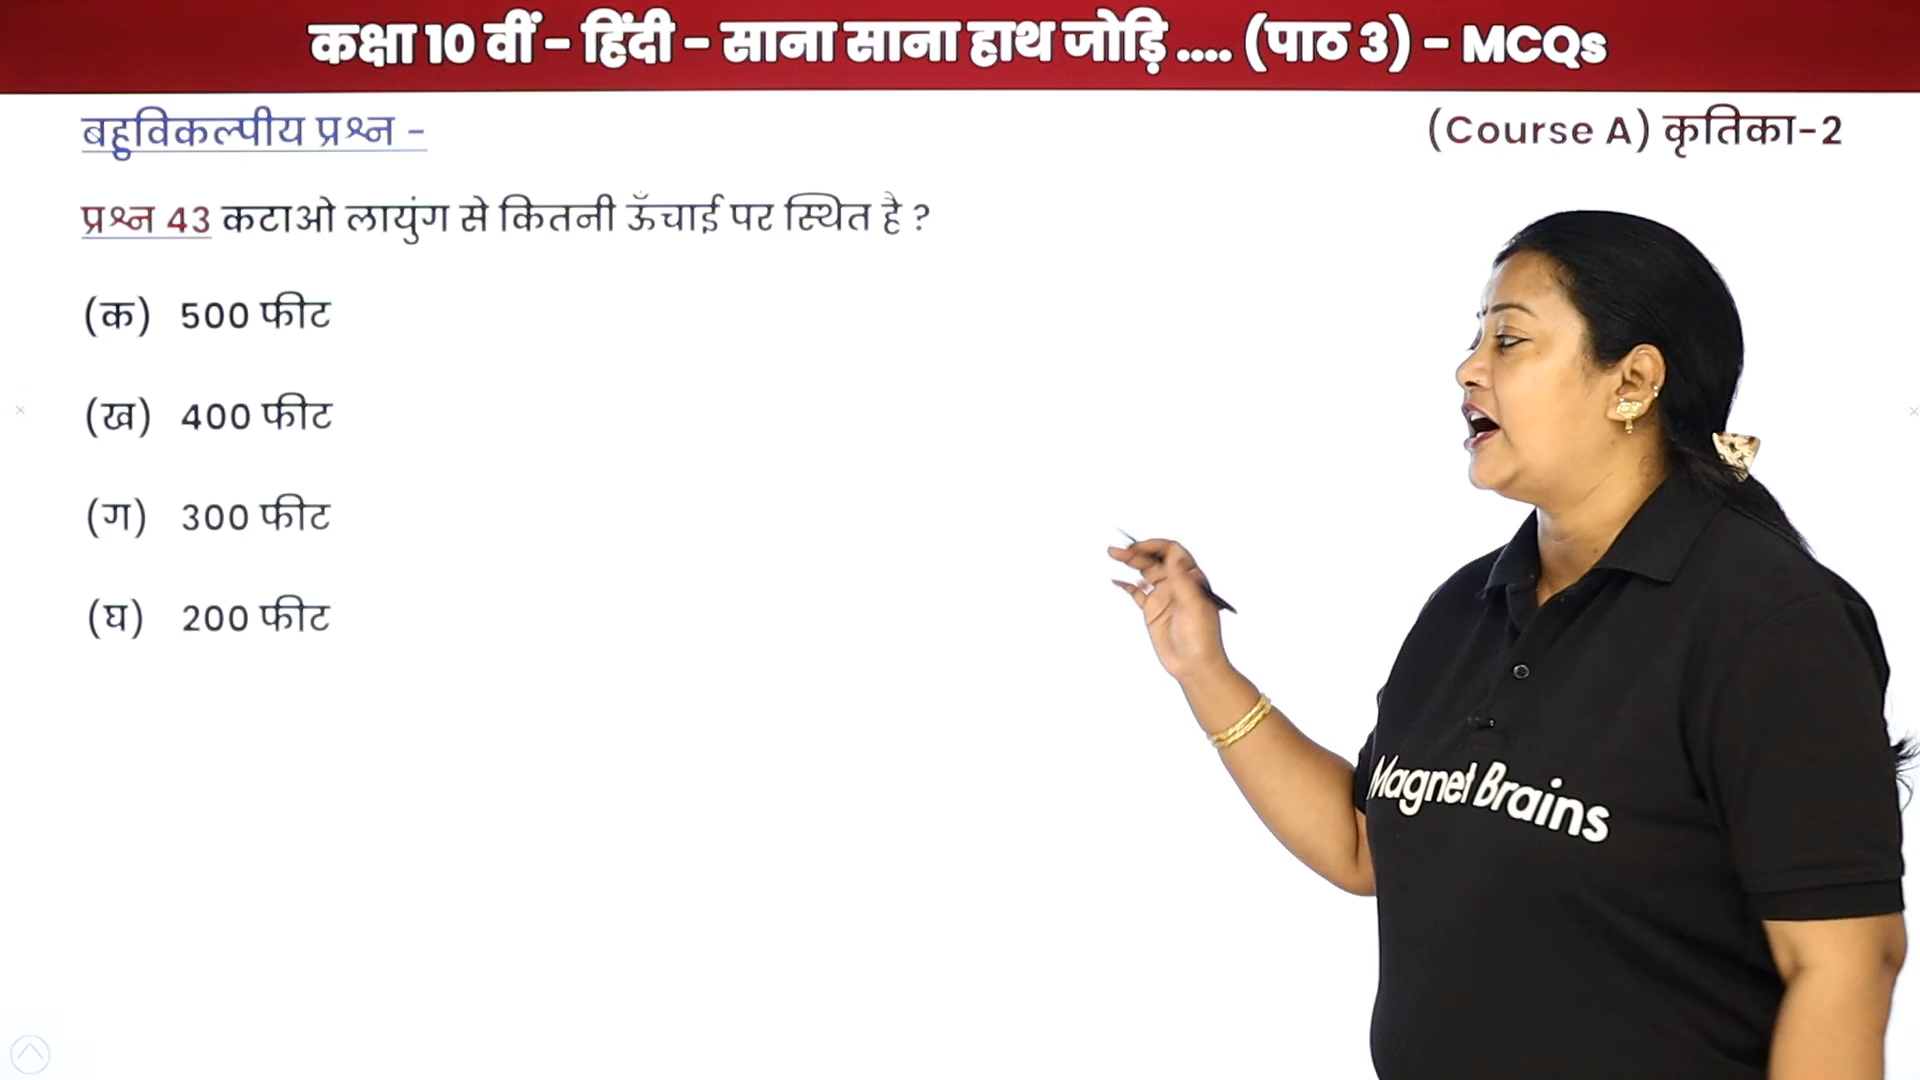 कक्षा 10 वीं - हिंदी - साना साना हाथ जोड़ि .... (पाठ 3) - MCQs
बहुविकल्पीय प्रश्न -
(Course A) कृतिका-2
प्रश्न 43 कटाओ लायुंग से कितनी ऊँचाई पर स्थित है ?
(क) 500 फीट
(ख) 400 फीट
(ग) 300 फीट
(घ) 200 फीट
Magnet Brains